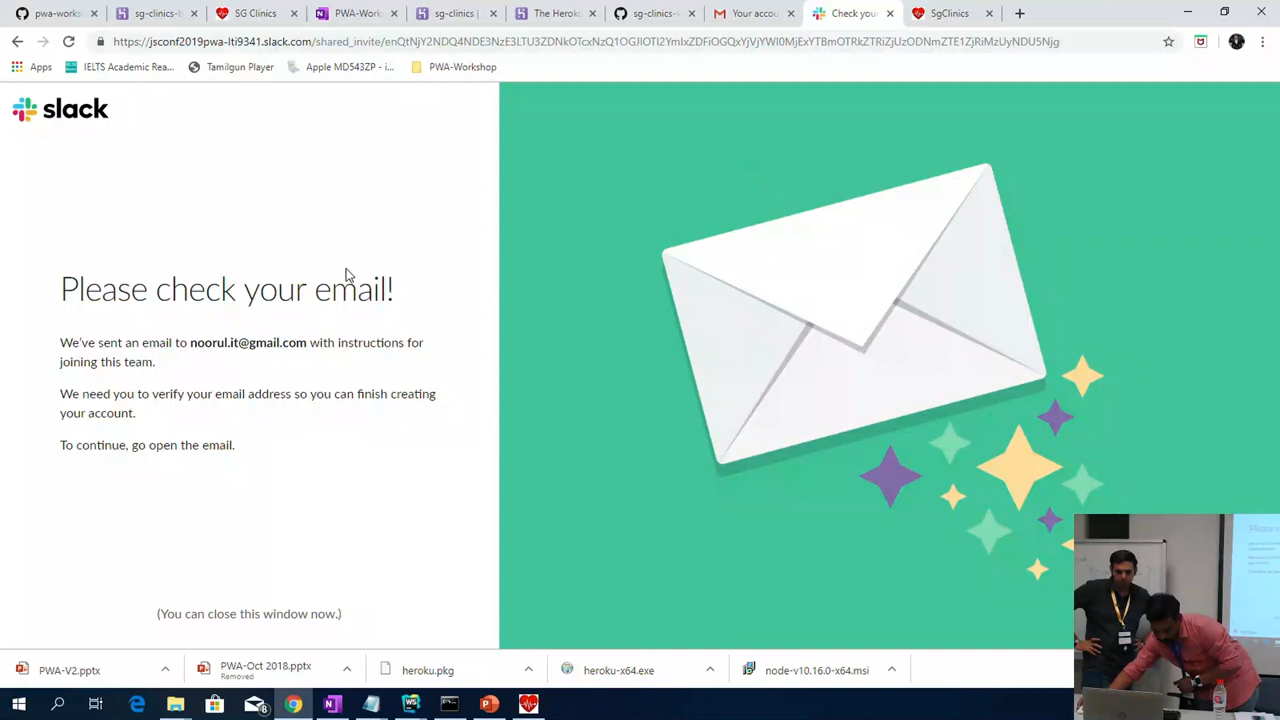 pwa-works
sg-clinics-b
SG Clinics
PWA-Works
sg-clinics |
The Heroku
sg-clinics-v
Your accou
Check your
SgClinics
https://jsconf2019pwa-lti9341.slack.com/shared_invite/
Apps
IELTS Academic Rea...
Tamilgun Player
Apple MD543ZP - i...
PWA-Workshop
slack
Please check your email!
We've sent an email to noorul.it@gmail.com with instructions for
joining this team.
We need you to verify your email address so you can finish creating
your account.
To continue, go open the email.
(You can close this window now.)
PWA-V2.pptx
PWA-Oct 2018.pptx
Removed
heroku.pkg
heroku-x64.exe
node-v10.16.0-x64.msi